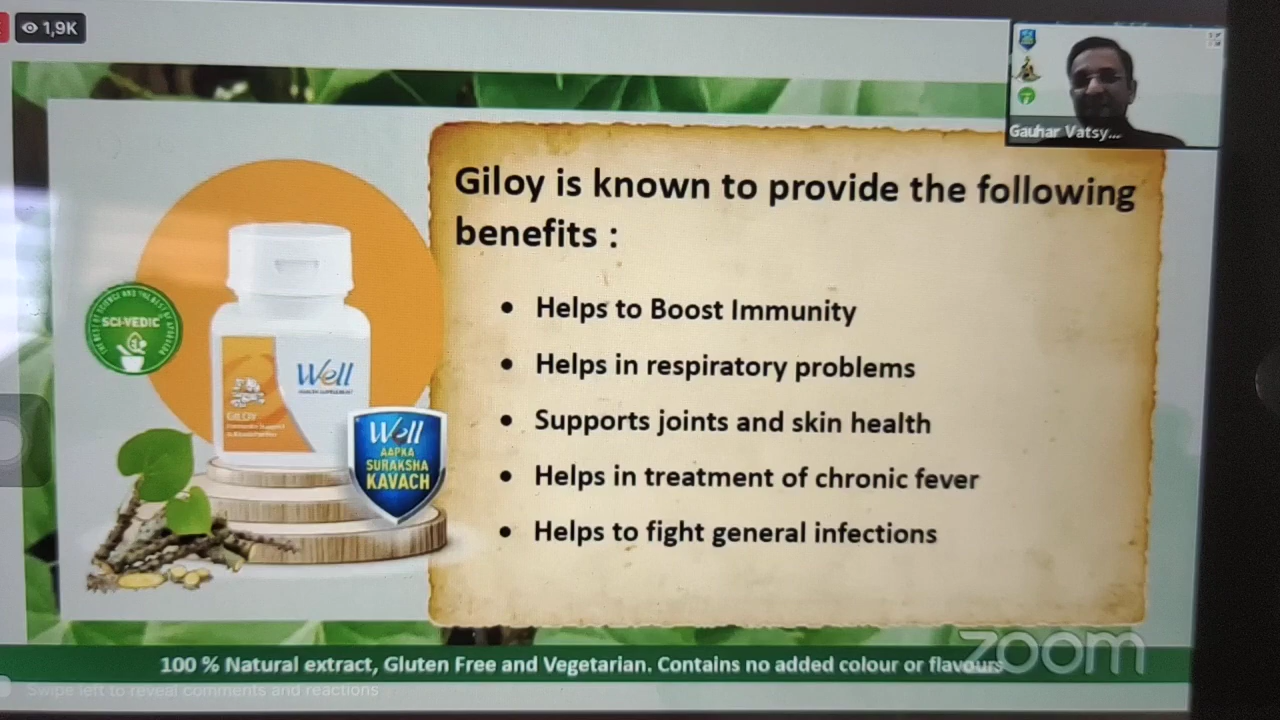 1,9K
Gauhar Vatsy...
Giloy is known to provide the following
benefits :
• Helps to Boost Immunity
• Helps in respiratory problems
• Supports joints and skin health
• Helps in treatment of chronic fever
• Helps to fight general infections
SCI-VEDIC
Well
HEALTH SUPPLEMENT
GILOY
Well
AAPKA
SURAKSHA
KAVACH
zoom
100 % Natural extract, Gluten Free and Vegetarian. Contains no added colour or flavours
Swipe left to reveal comments and reactions